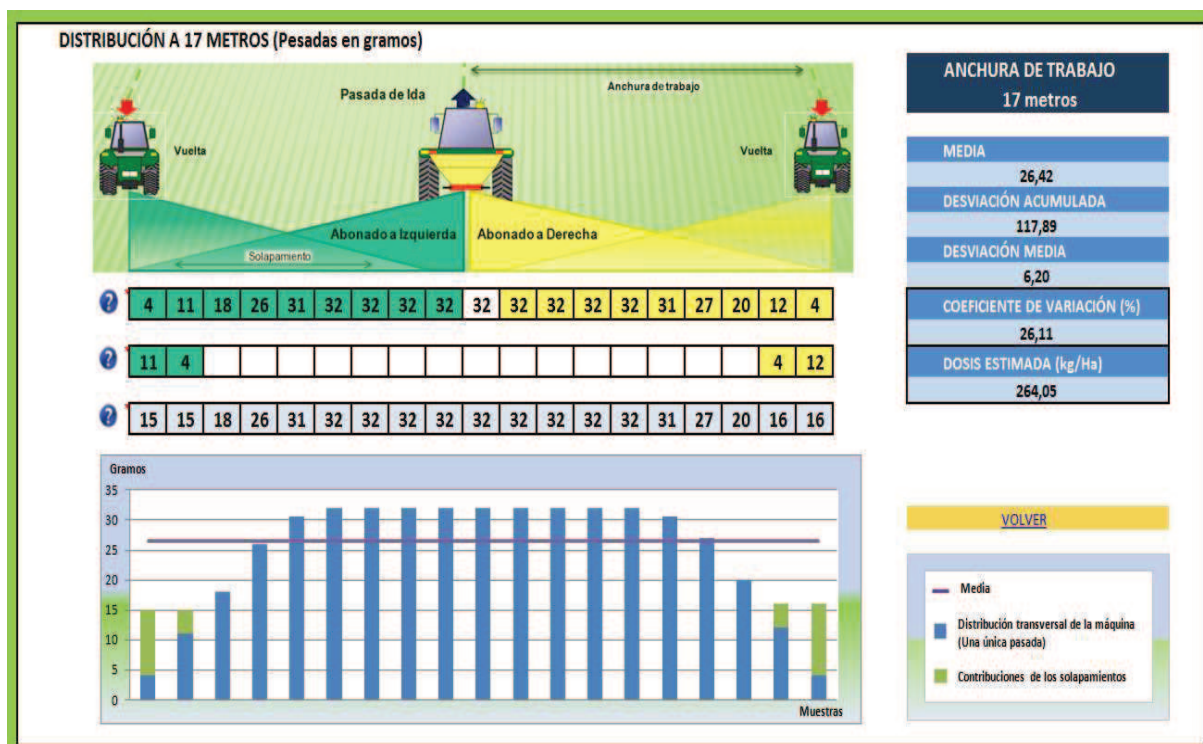 DISTRIBUCIÓN A 17 METROS (Pesadas en gramos)
Pasada de Ida
Anchura de trabajo
Vuelta
Vuelta
Abonado a Izquierda
Abonado a Derecha
Solapamiento
? 4 11 18 26 31 32 32 32 32 32 32 32 32 32 31 27 20 12 4
? 11 4 4 12
? 15 15 18 26 31 32 32 32 32 32 32 32 32 32 31 27 20 16 16
ANCHURA DE TRABAJO
17 metros
MEDIA
26,42
DESVIACIÓN ACUMULADA
117,89
DESVIACIÓN MEDIA
6,20
COEFICIENTE DE VARIACIÓN (%)
26,11
DOSIS ESTIMADA (kg/Ha)
264,05
Gramos
35
30
25
20
15
10
5
0
Muestras
VOLVER
Media
Distribución transversal de la máquina
(Una única pasada)
Contribuciones de los solapamientos